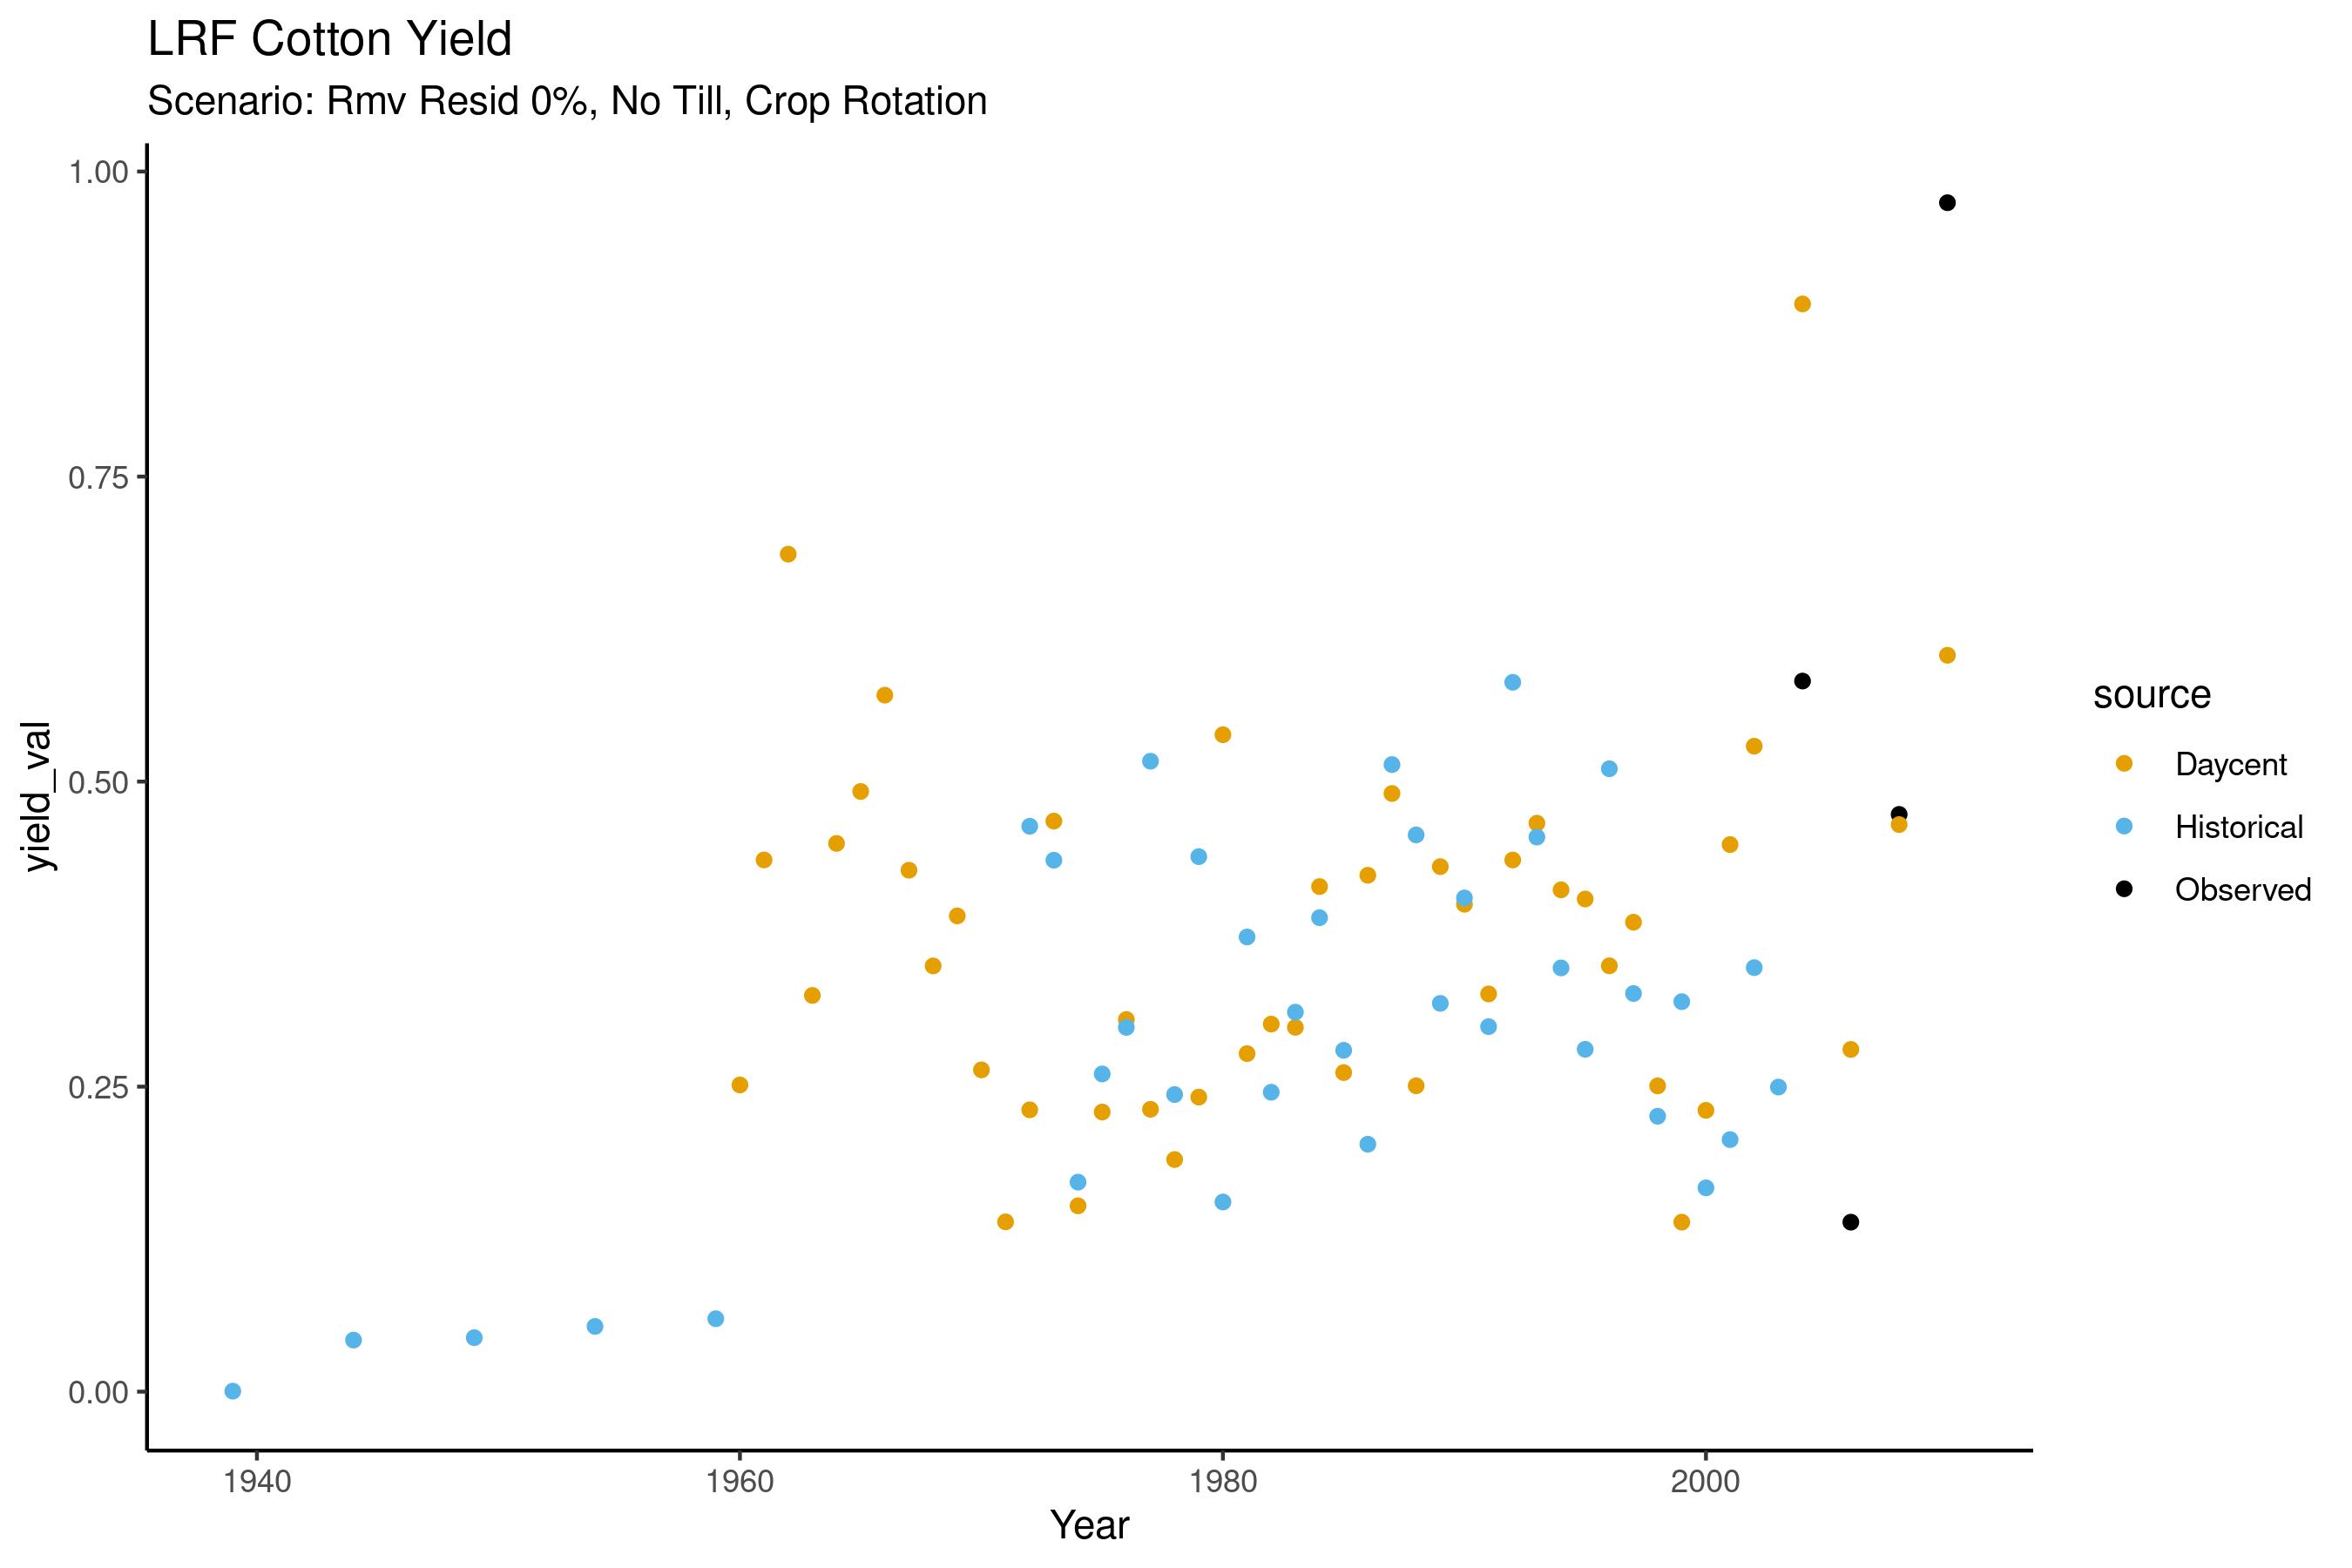 LRF Cotton Yield
Scenario: Rmv Resid 0%, No Till, Crop Rotation
1.00
0.75
0.50
0.25
0.00
yield_val
1940
1960
1980
2000
Year
source
Daycent
Historical
Observed